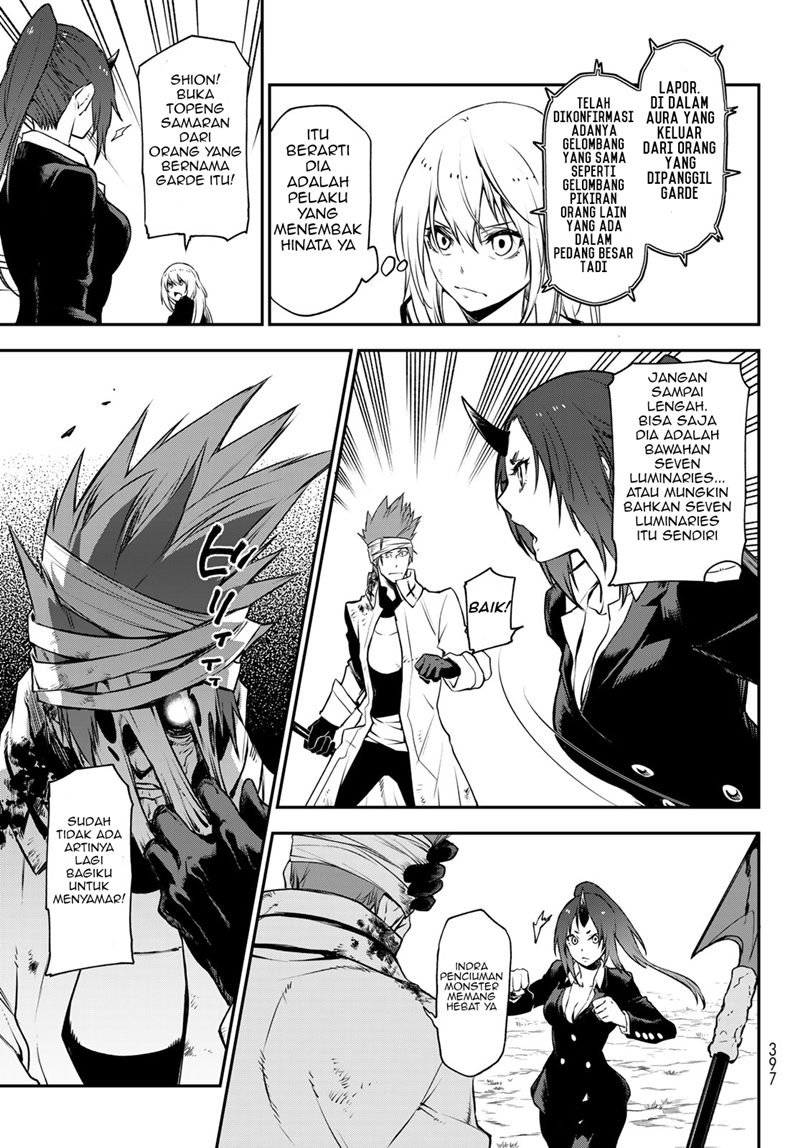 LAPOR.
DI DALAM
AURA YANG
KELUAR
DARI ORANG
YANG
DIPANGGIL
GARDE
TELAH
DIKONFIRMASI
ADANYA
GELOMBANG
YANG SAMA
SEPERTI
GELOMBANG
PIKIRAN
ORANG LAIN
YANG ADA
DALAM
PEDANG BESAR
TADI
ITU
BERARTI
DIA
ADALAH
PELAKU
YANG
MENEMBAK
HINATA YA
SHION!
BUKA
TOPENG
SAMARAN
DARI
ORANG YANG
BERNAMA
GARDE ITU!
JANGAN
SAMPAI
LENGAH.
BISA SAJA
DIA ADALAH
BAWAHAN
SEVEN
LUMINARIES...
ATAU MUNGKIN
BAHKAN SEVEN
LUMINARIES
ITU SENDIRI
BAIK!
ビッ
ティティ
SUDAH
TIDAK ADA
ARTINYA
LAGI
BAGIKU
UNTUK
MENYAMAR!
INDRA
PENCIUMAN
MONSTER
MEMANG
HEBAT YA
397